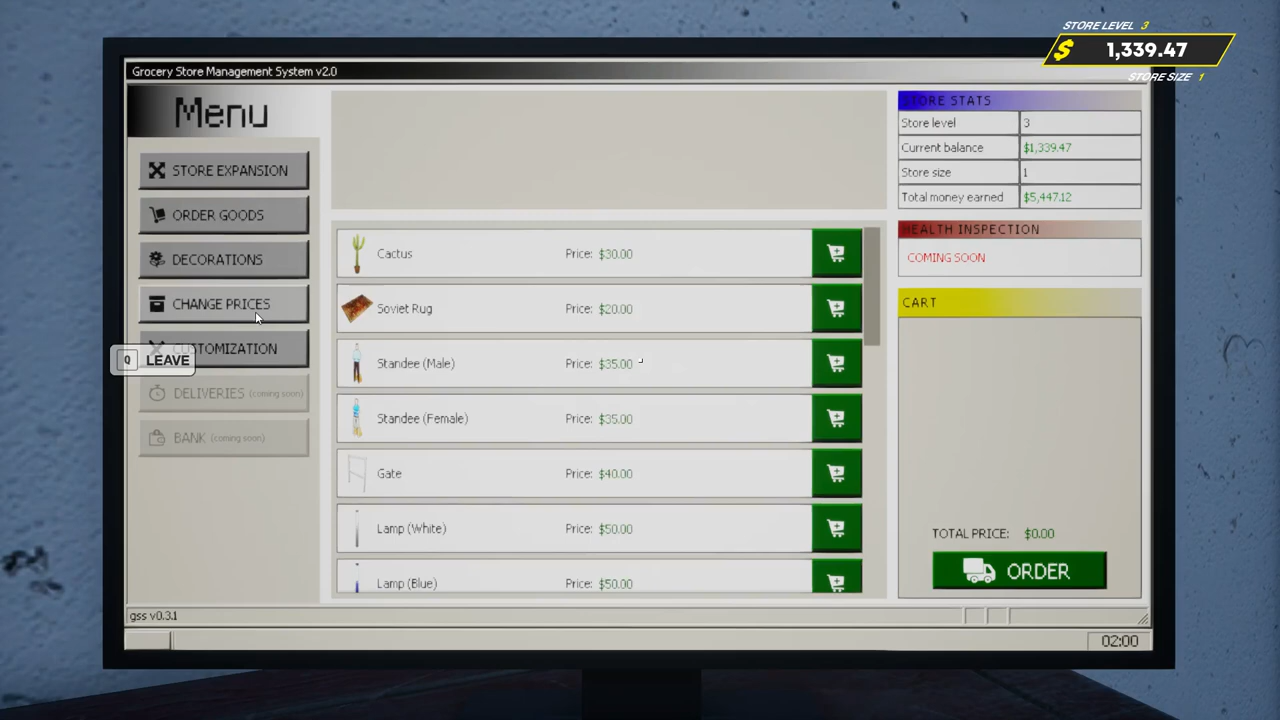 STORE LEVEL 3
$ 1,339.47
STORE SIZE 1
Grocery Store Management System v2.0
Menu
STORE EXPANSION
ORDER GOODS
DECORATIONS
CHANGE PRICES
CUSTOMIZATION
Q LEAVE
DELIVERIES (coming soon)
BANK (coming soon)
Cactus Price: $30.00
Soviet Rug Price: $20.00
Standee (Male) Price: $35.00
Standee (Female) Price: $35.00
Gate Price: $40.00
Lamp (White) Price: $50.00
Lamp (Blue) Price: $50.00
STORE STATS
Store level 3
Current balance $1,339.47
Store size 1
Total money earned $5,447.12
HEALTH INSPECTION
COMING SOON
CART
TOTAL PRICE: $0.00
ORDER
gss v0.3.1
02:00